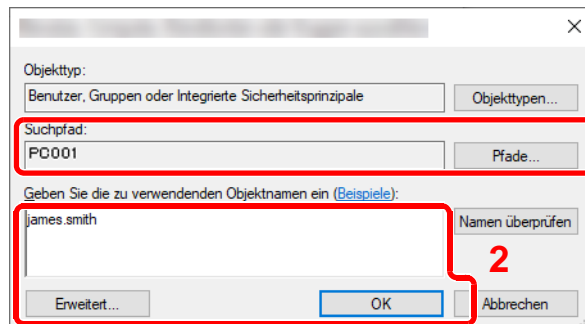 Objekttyp:
Benutzer, Gruppen oder Integrierte Sicherheitsprinzipale
Objekttypen...
Suchpfad:
PC001
Pfade...
Geben Sie die zu verwendenden Objektnamen ein (Beispiele):
james.smith
Namen überprüfen
2
Erweitert...
OK
Abbrechen